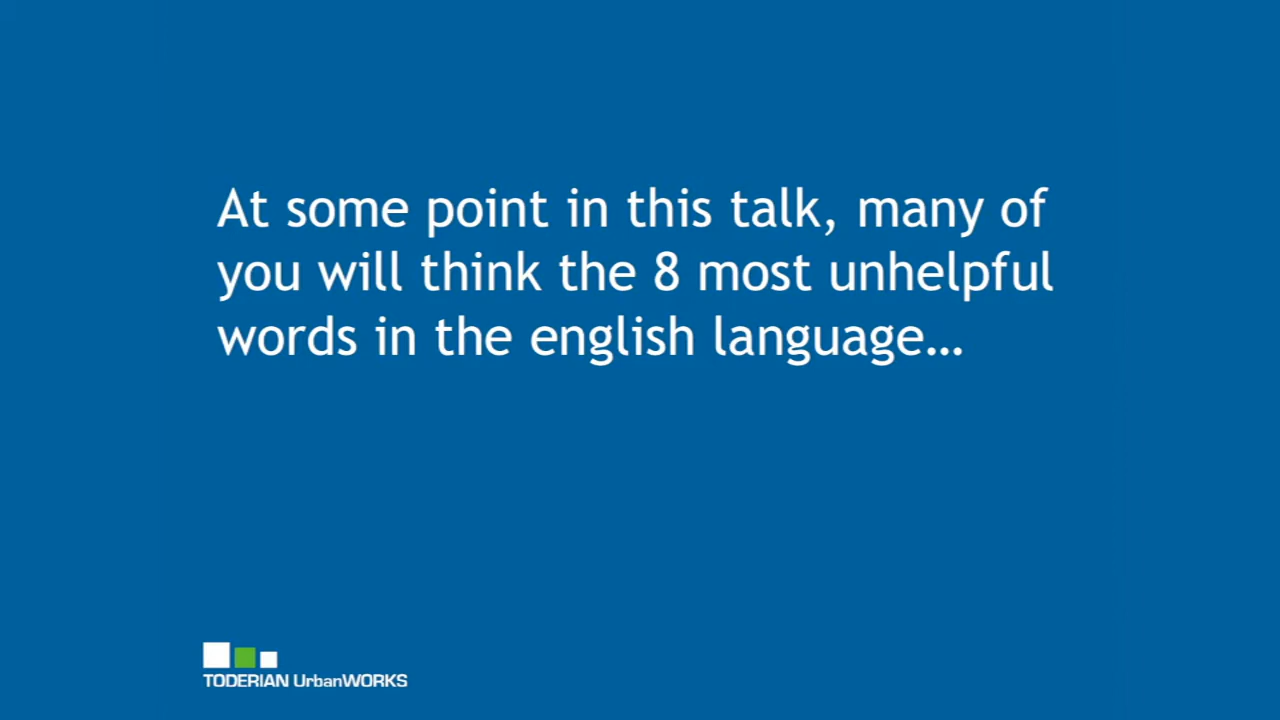 At some point in this talk, many of
you will think the 8 most unhelpful
words in the english language…
TODERIAN UrbanWORKS